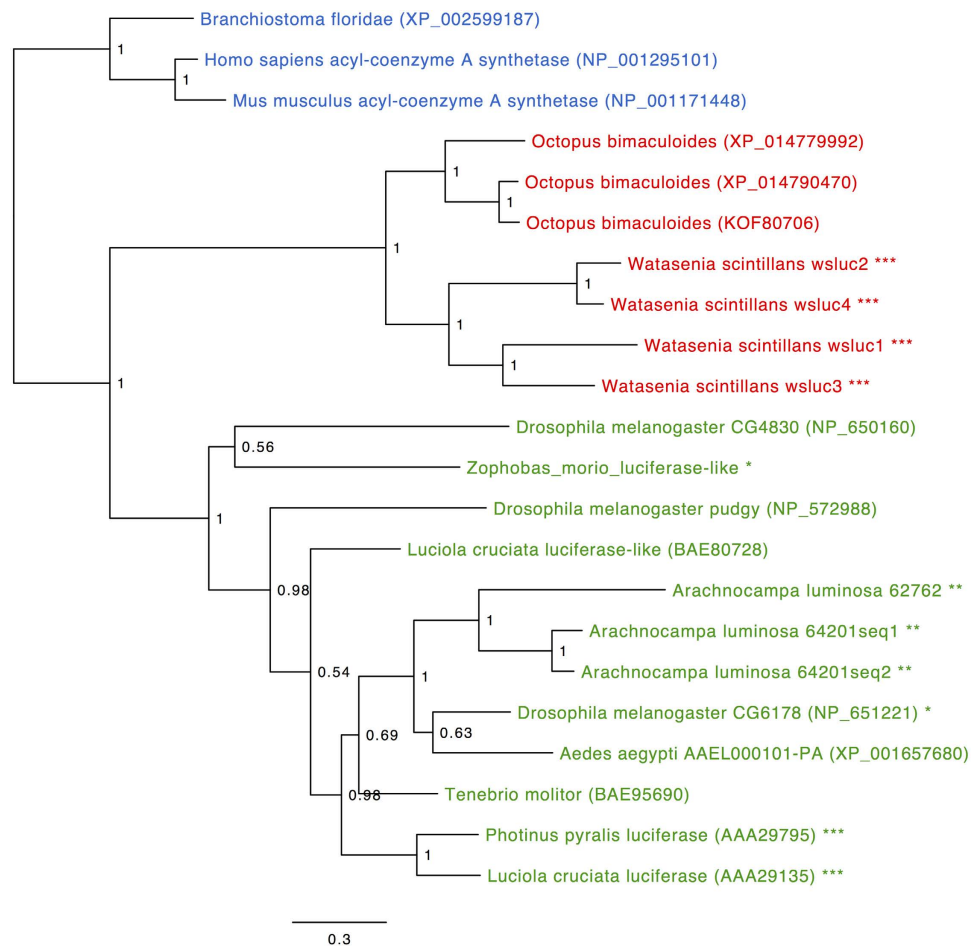 Branchiostoma floridae (XP_002599187)
1
Homo sapiens acyl-coenzyme A synthetase (NP_001295101)
1
Mus musculus acyl-coenzyme A synthetase (NP_001171448)
Octopus bimaculoides (XP_014779992)
1
Octopus bimaculoides (XP_014790470)
1
Octopus bimaculoides (KOF80706)
1
Watasenia scintillans wsluc2 ***
1
Watasenia scintillans wsluc4 ***
1
Watasenia scintillans wsluc1 ***
1
Watasenia scintillans wsluc3 ***
1
Drosophila melanogaster CG4830 (NP_650160)
0.56
Zophobas_morio_luciferase-like *
Drosophila melanogaster pudgy (NP_572988)
1
Luciola cruciata luciferase-like (BAE80728)
0.98
Arachnocampa luminosa 62762 **
1
Arachnocampa luminosa 64201seq1 **
1
Arachnocampa luminosa 64201seq2 **
0.54
1
Drosophila melanogaster CG6178 (NP_651221) *
0.63
0.69
Aedes aegypti AAEL000101-PA (XP_001657680)
Tenebrio molitor (BAE95690)
0.98
Photinus pyralis luciferase (AAA29795) ***
1
Luciola cruciata luciferase (AAA29135) ***
0.3